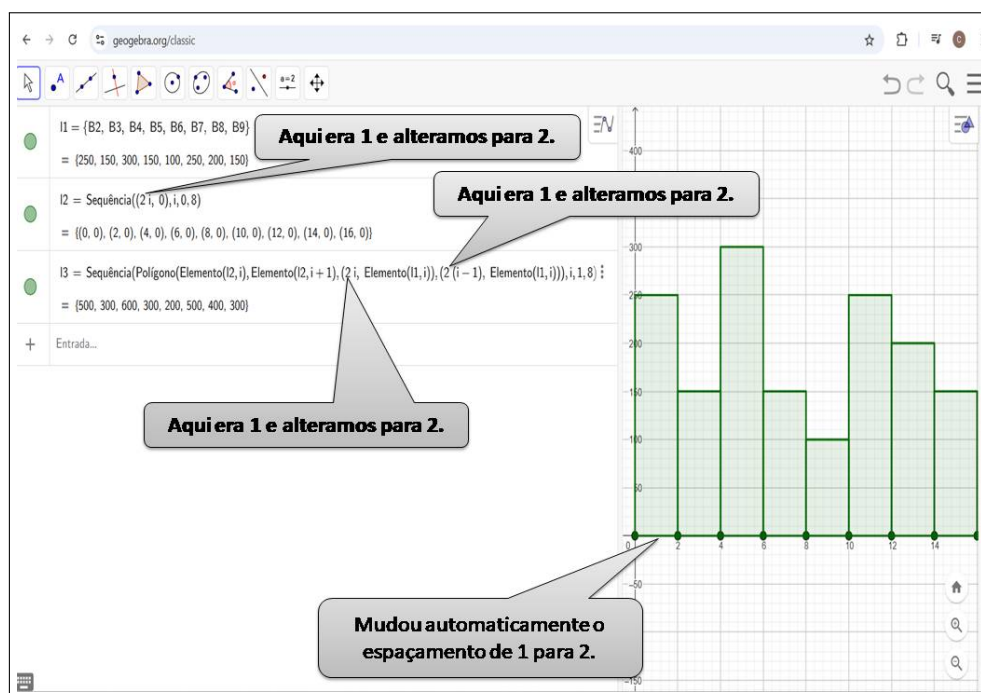 geogebra.org/classic
C
A
a=2
l1 = {B2, B3, B4, B5, B6, B7, B8, B9}
Aqui era 1 e alteramos para 2.
= {250, 150, 300, 150, 100, 250, 200, 150}
Aqui era 1 e alteramos para 2.
l2 = Sequência((2 i, 0), i, 0, 8)
= {(0, 0), (2, 0), (4, 0), (6, 0), (8, 0), (10, 0), (12, 0), (14, 0), (16, 0)}
l3 = Sequência(Polígono(Elemento(l2, i), Elemento(l2, i + 1), (2 i, Elemento(l1, i)), (2 (i − 1), Elemento(l1, i))), i, 1, 8)
= {500, 300, 600, 300, 200, 500, 400, 300}
+ Entrada...
Aqui era 1 e alteramos para 2.
400
300
250
200
150
100
50
0 2 4 6 8 10 12 14
−50
−150
Mudou automaticamente o
espaçamento de 1 para 2.